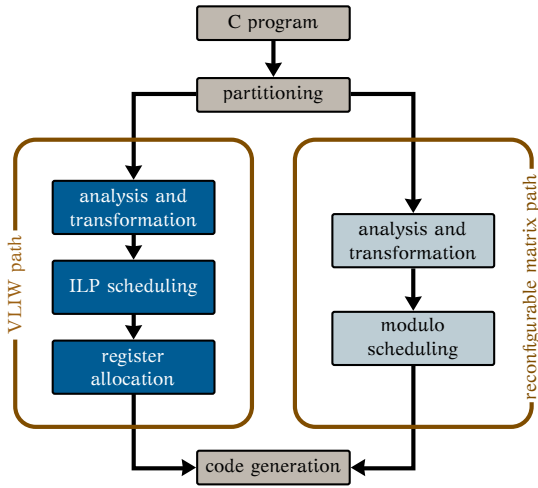 C program
partitioning
VLIW path
analysis and
transformation
ILP scheduling
register
allocation
reconfigurable matrix path
analysis and
transformation
modulo
scheduling
code generation